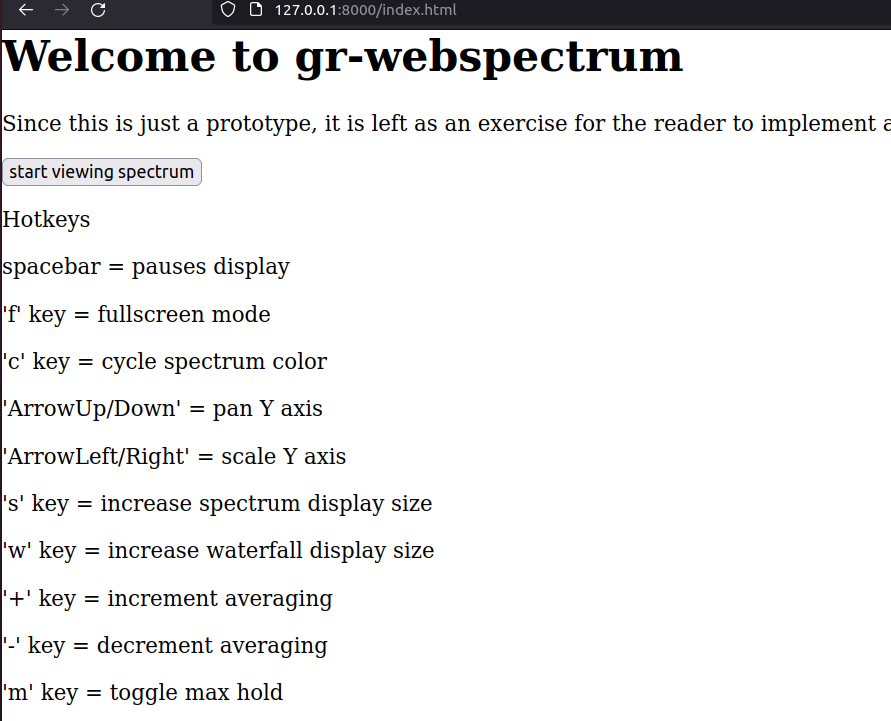 127.0.0.1:8000/index.html
Welcome to gr-webspectrum
Since this is just a prototype, it is left as an exercise for the reader to implement a
start viewing spectrum
Hotkeys
spacebar = pauses display
'f' key = fullscreen mode
'c' key = cycle spectrum color
'ArrowUp/Down' = pan Y axis
'ArrowLeft/Right' = scale Y axis
's' key = increase spectrum display size
'w' key = increase waterfall display size
'+' key = increment averaging
'-' key = decrement averaging
'm' key = toggle max hold